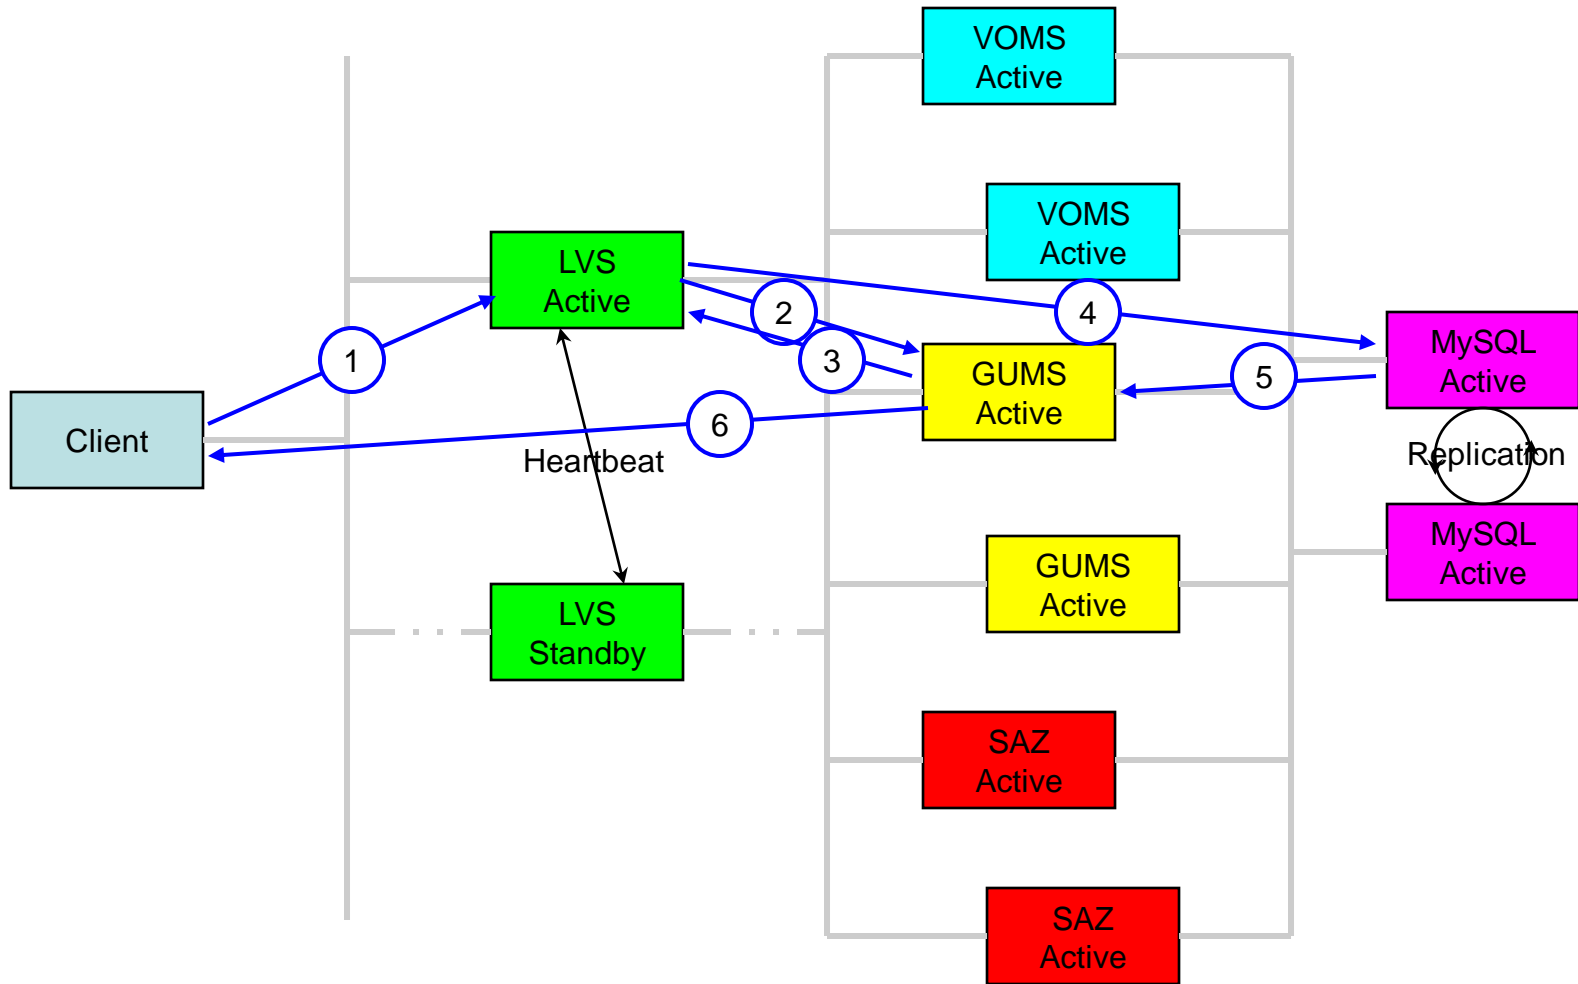 VOMS
Active
VOMS
Active
LVS
Active
2
4
1
3
GUMS
Active
5
MySQL
Active
Client
6
Heartbeat
Replication
MySQL
Active
GUMS
Active
LVS
Standby
SAZ
Active
SAZ
Active